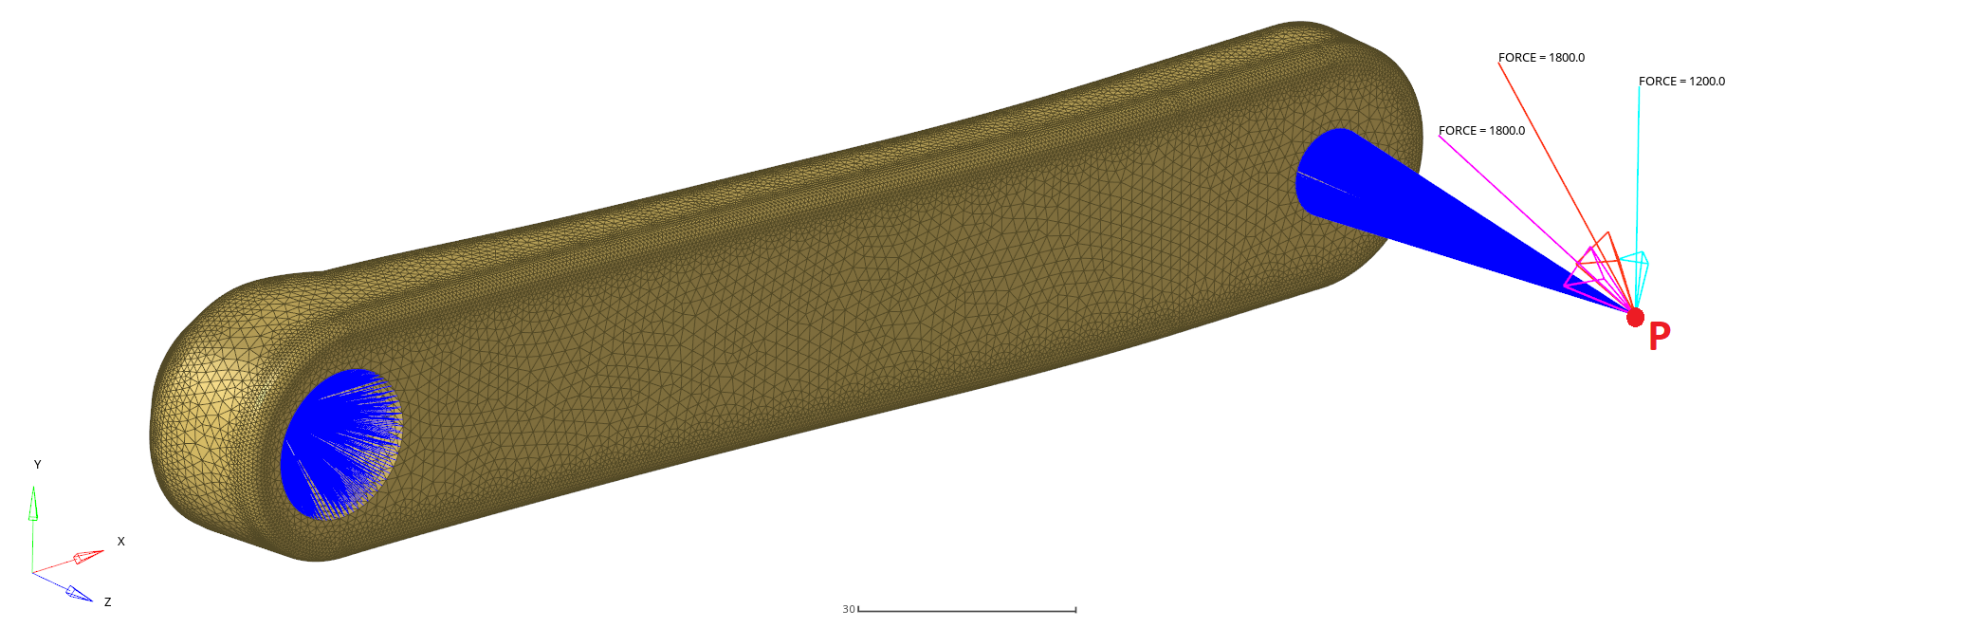 FORCE = 1800.0
FORCE = 1200.0
FORCE = 1800.0
P
Y
X
Z
30